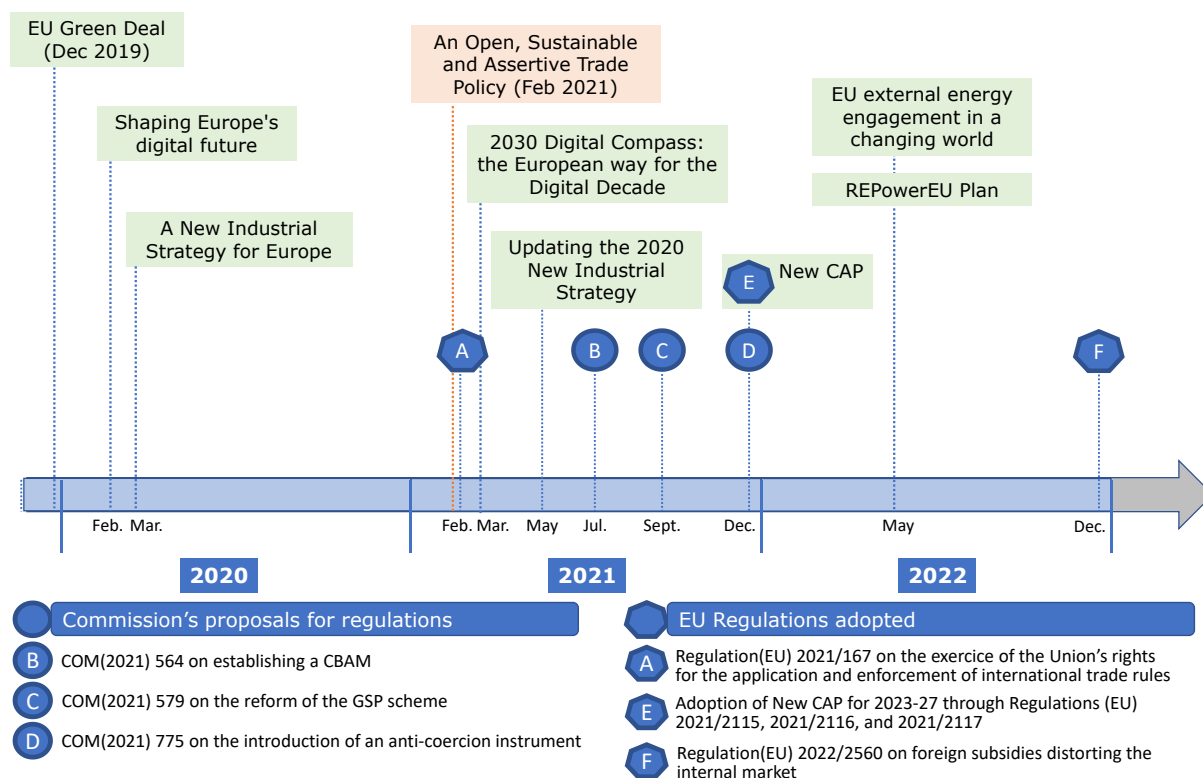 EU Green Deal
(Dec 2019)
An Open, Sustainable
and Assertive Trade
Policy (Feb 2021)
Shaping Europe's
digital future
2030 Digital Compass:
the European way for the
Digital Decade
EU external energy
engagement in a
changing world
REPowerEU Plan
A New Industrial
Strategy for Europe
Updating the 2020
New Industrial
Strategy
E
New CAP
A
B
C
D
F
Feb.
Mar.
Feb.
Mar.
May
Jul.
Sept.
Dec.
May
Dec.
2020
2021
2022
Commission's proposals for regulations
B
COM(2021) 564 on establishing a CBAM
C
COM(2021) 579 on the reform of the GSP scheme
D
COM(2021) 775 on the introduction of an anti-coercion instrument
EU Regulations adopted
A
Regulation(EU) 2021/167 on the exercice of the Union's rights
for the application and enforcement of international trade rules
E
Adoption of New CAP for 2023-27 through Regulations (EU)
2021/2115, 2021/2116, and 2021/2117
F
Regulation(EU) 2022/2560 on foreign subsidies distorting the
internal market